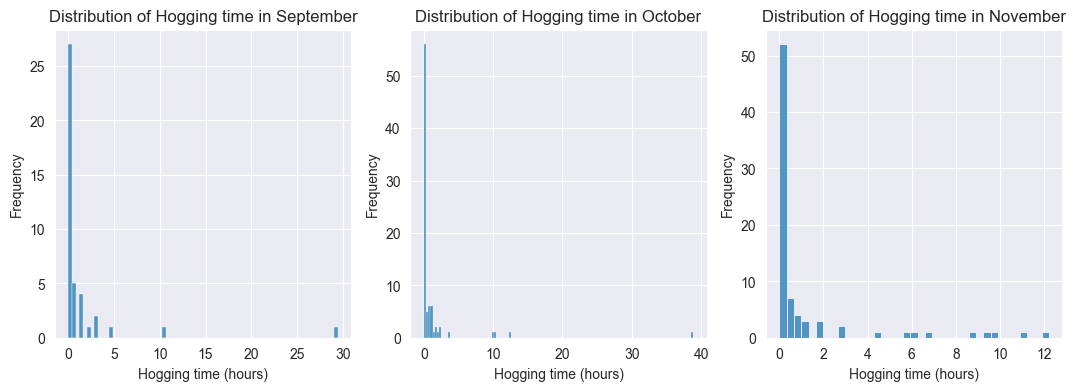 Distribution of Hogging time in September
25
20
15
10
5
0
Frequency
0 5 10 15 20 25 30
Hogging time (hours)
Distribution of Hogging time in October
50
40
30
20
10
0
Frequency
0 10 20 30 40
Hogging time (hours)
Distribution of Hogging time in November
50
40
30
20
10
0
Frequency
0 2 4 6 8 10 12
Hogging time (hours)